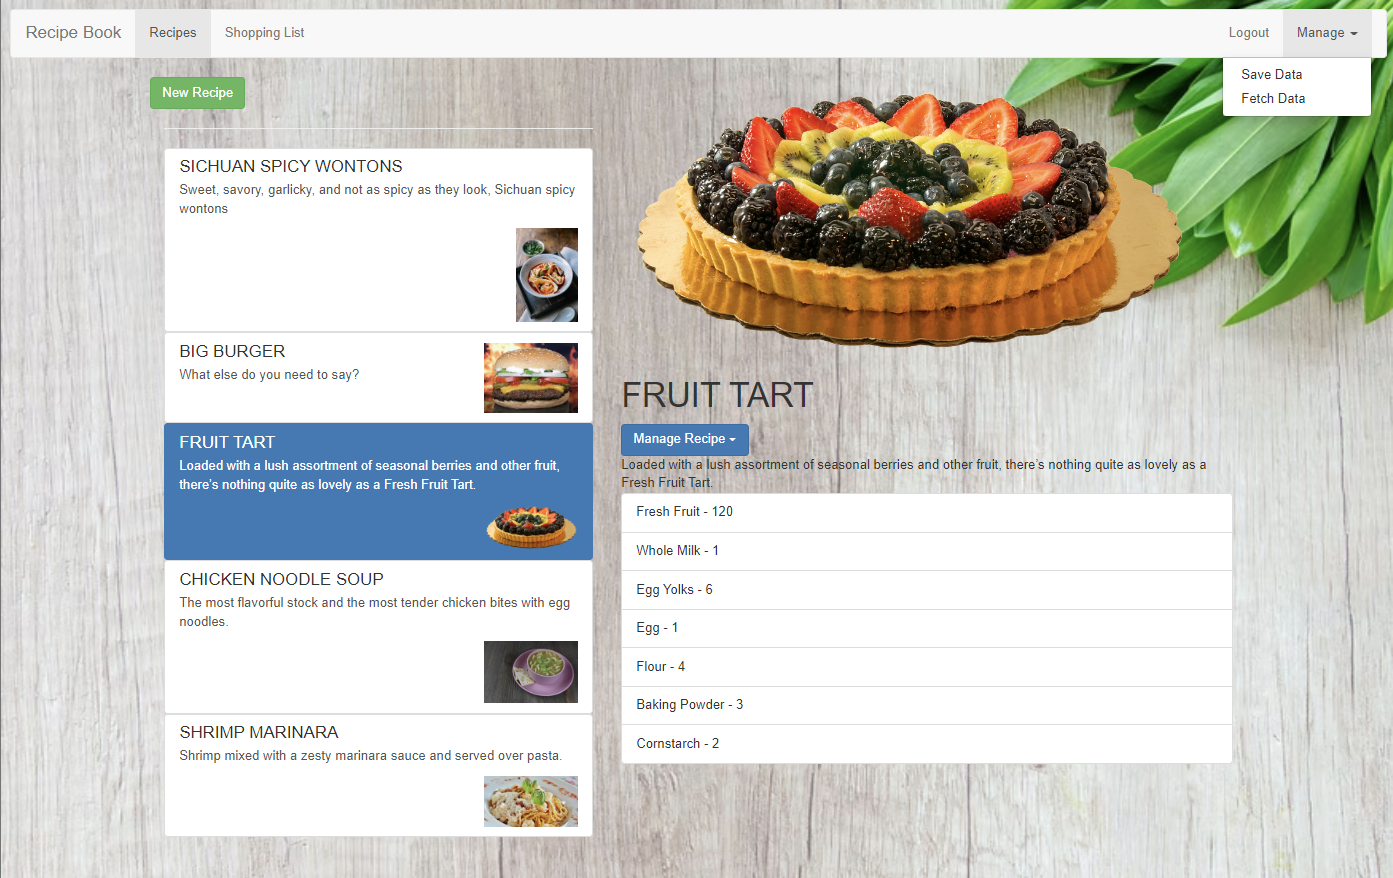 Recipe Book Recipes Shopping List Logout Manage
Save Data
Fetch Data
New Recipe
SICHUAN SPICY WONTONS
Sweet, savory, garlicky, and not as spicy as they look, Sichuan spicy
wontons
BIG BURGER
What else do you need to say?
FRUIT TART
Loaded with a lush assortment of seasonal berries and other fruit,
there's nothing quite as lovely as a Fresh Fruit Tart.
CHICKEN NOODLE SOUP
The most flavorful stock and the most tender chicken bites with egg
noodles.
SHRIMP MARINARA
Shrimp mixed with a zesty marinara sauce and served over pasta.
FRUIT TART
Manage Recipe
Loaded with a lush assortment of seasonal berries and other fruit, there's nothing quite as lovely as a
Fresh Fruit Tart.
Fresh Fruit - 120
Whole Milk - 1
Egg Yolks - 6
Egg - 1
Flour - 4
Baking Powder - 3
Cornstarch - 2